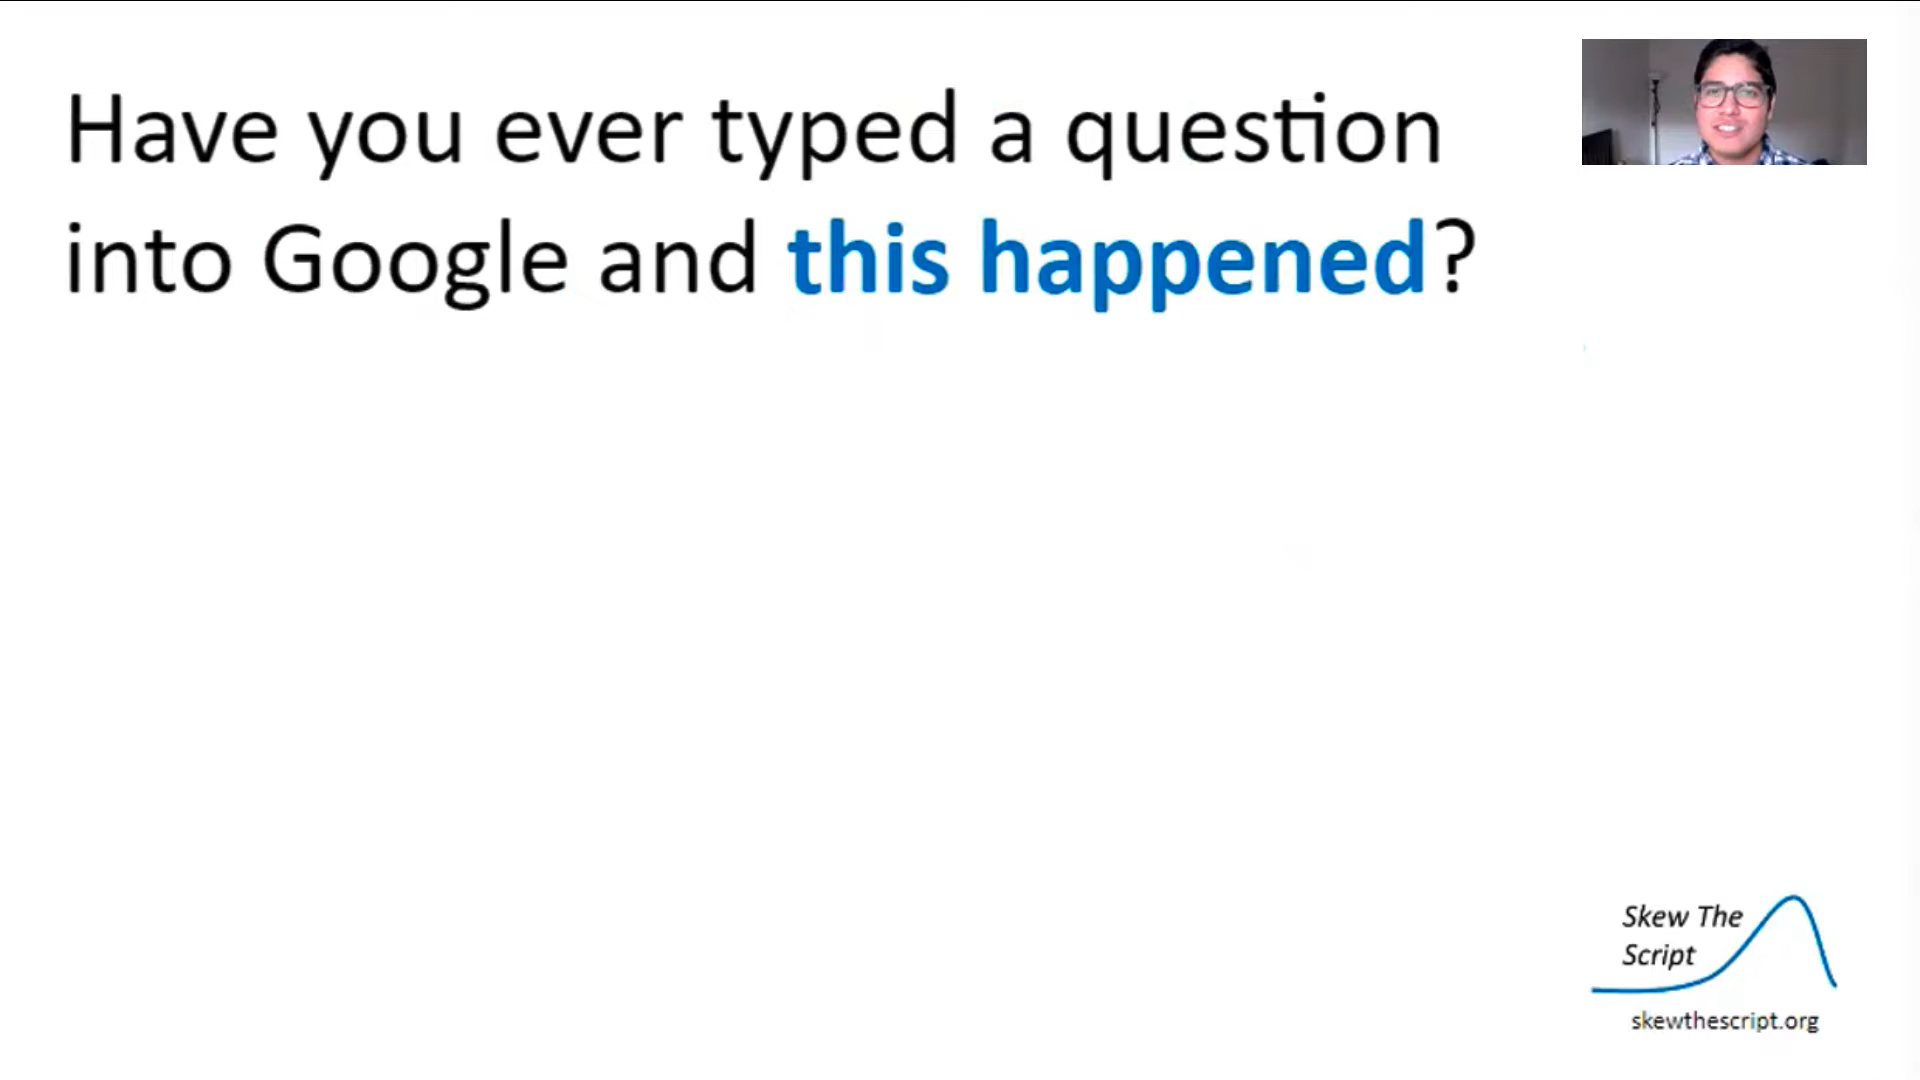 Have you ever typed a question
into Google and this happened?
Skew The
Script
skewthescript.org